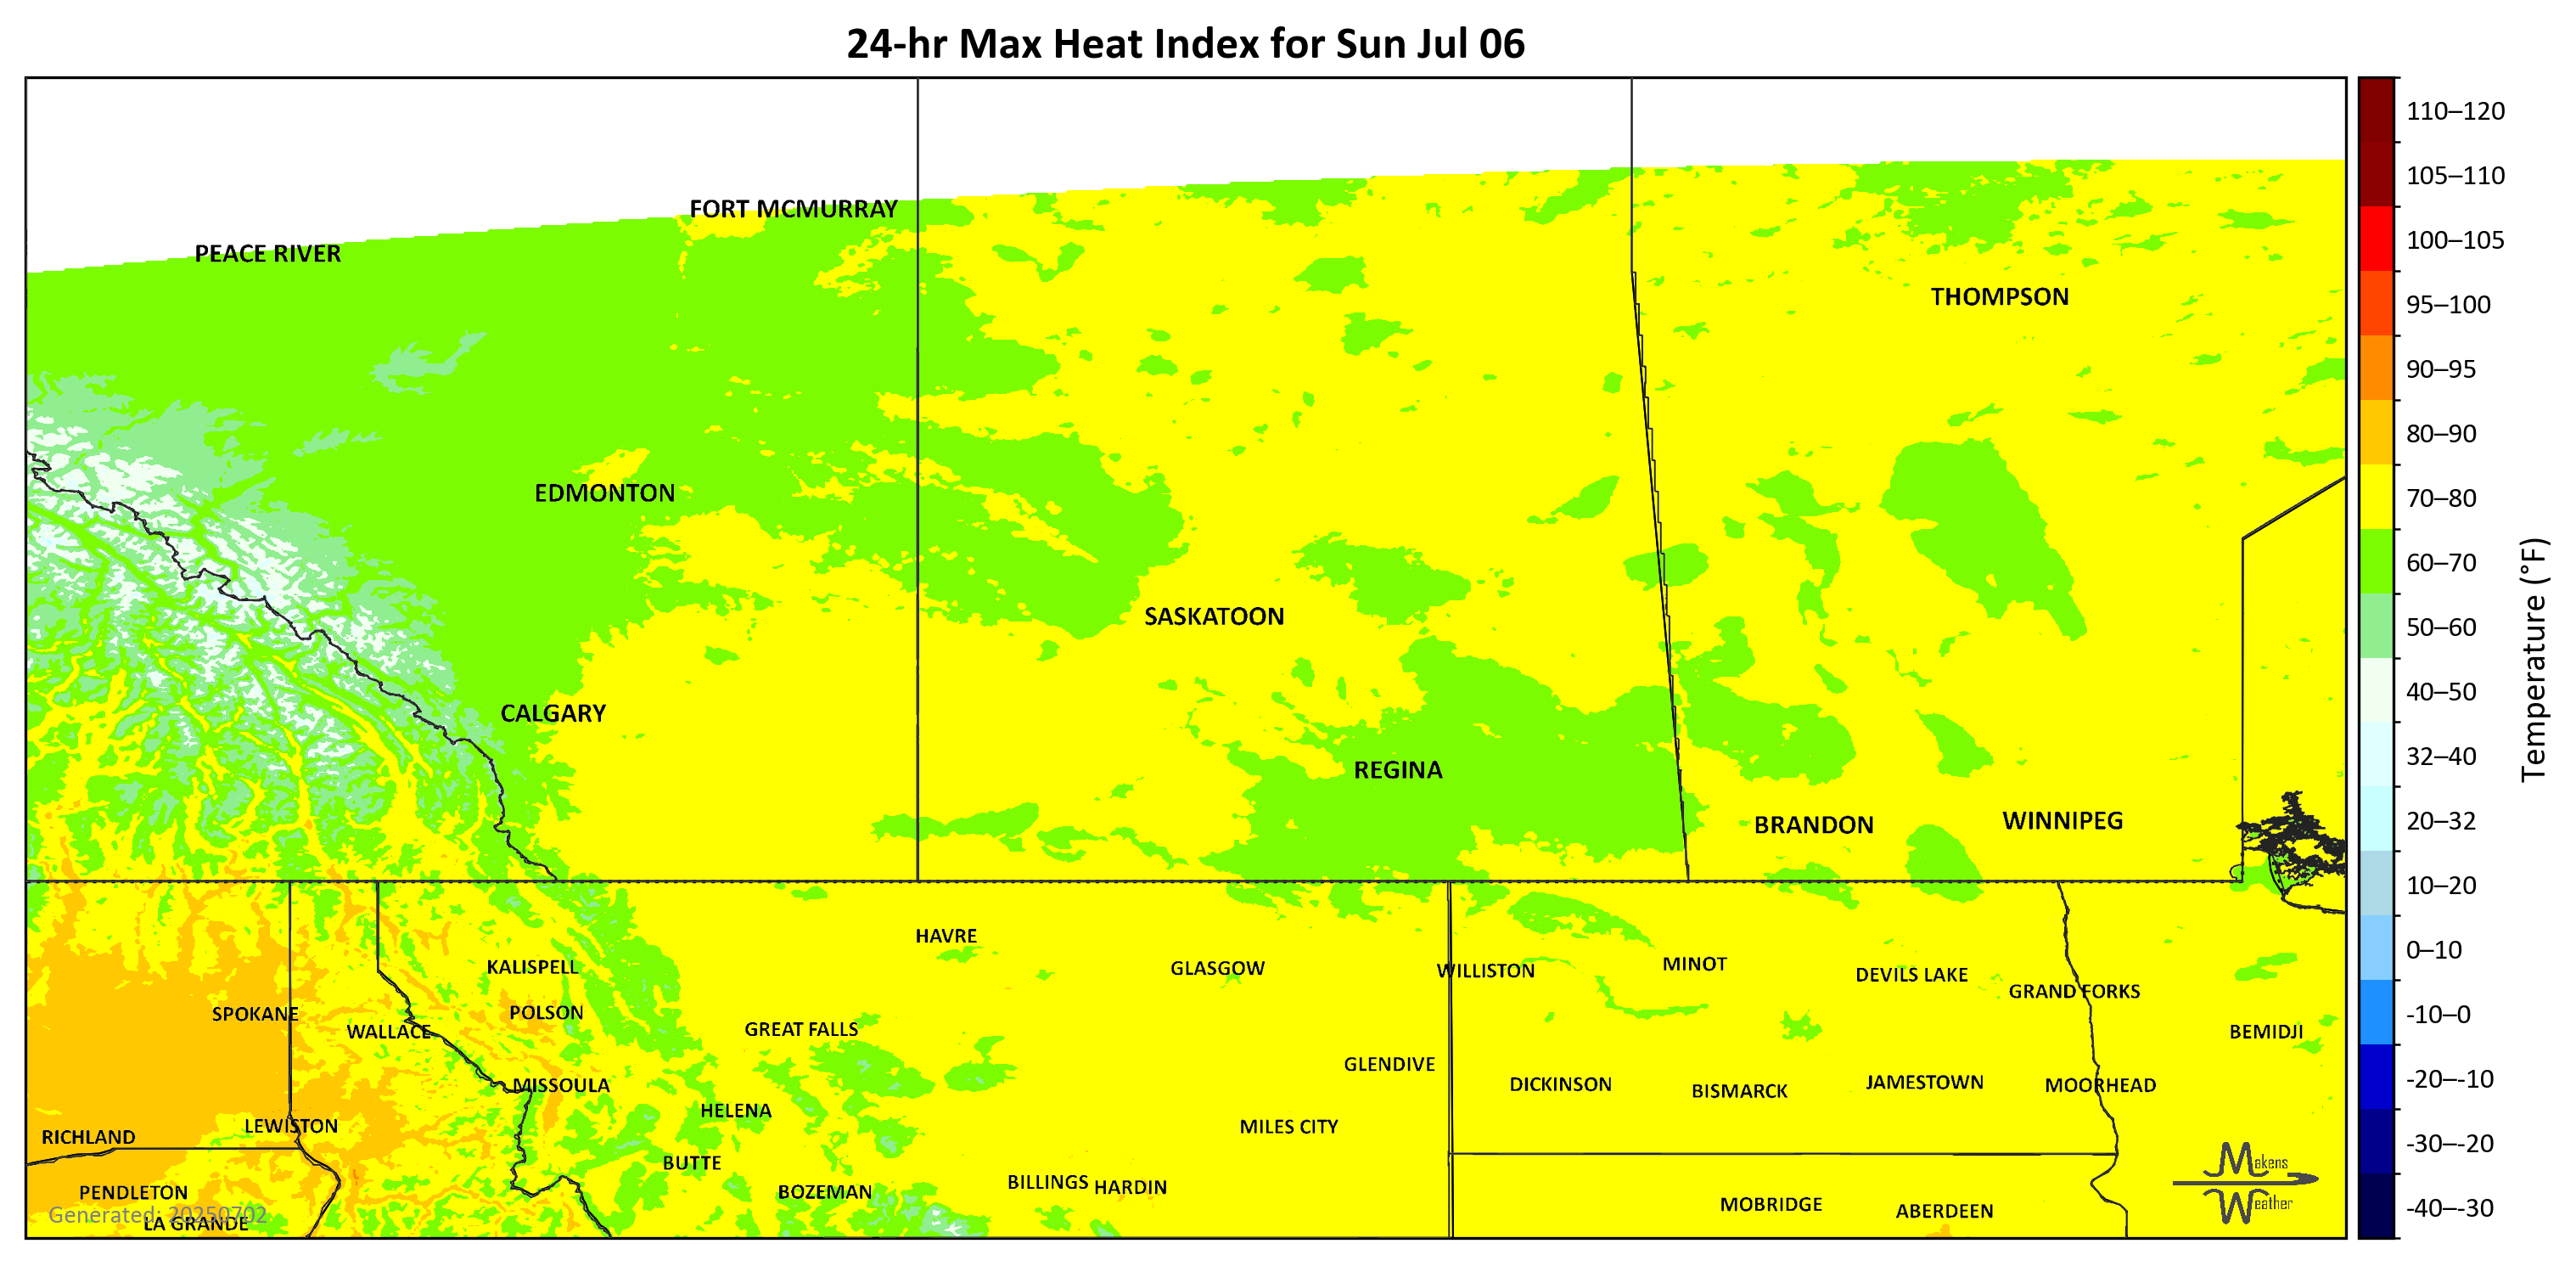 24-hr Max Heat Index for Sun Jul 06
110–120
105–110
100–105
95–100
90–95
80–90
70–80
60–70
50–60
40–50
32–40
20–32
10–20
0–10
-10–0
-20–-10
-30–-20
-40–-30
Temperature (°F)
FORT MCMURRAY
PEACE RIVER
THOMPSON
EDMONTON
SASKATOON
CALGARY
REGINA
BRANDON
WINNIPEG
HAVRE
KALISPELL
GLASGOW
WILLISTON
MINOT
DEVILS LAKE
GRAND FORKS
SPOKANE
POLSON
WALLACE
GREAT FALLS
BEMIDJI
GLENDIVE
MISSOULA
DICKINSON
BISMARCK
JAMESTOWN
MOORHEAD
HELENA
LEWISTON
MILES CITY
RICHLAND
BUTTE
BILLINGS
HARDIN
PENDLETON
BOZEMAN
MOBRIDGE
ABERDEEN
Generated: 20250702
LA GRANDE
Makens
Weather